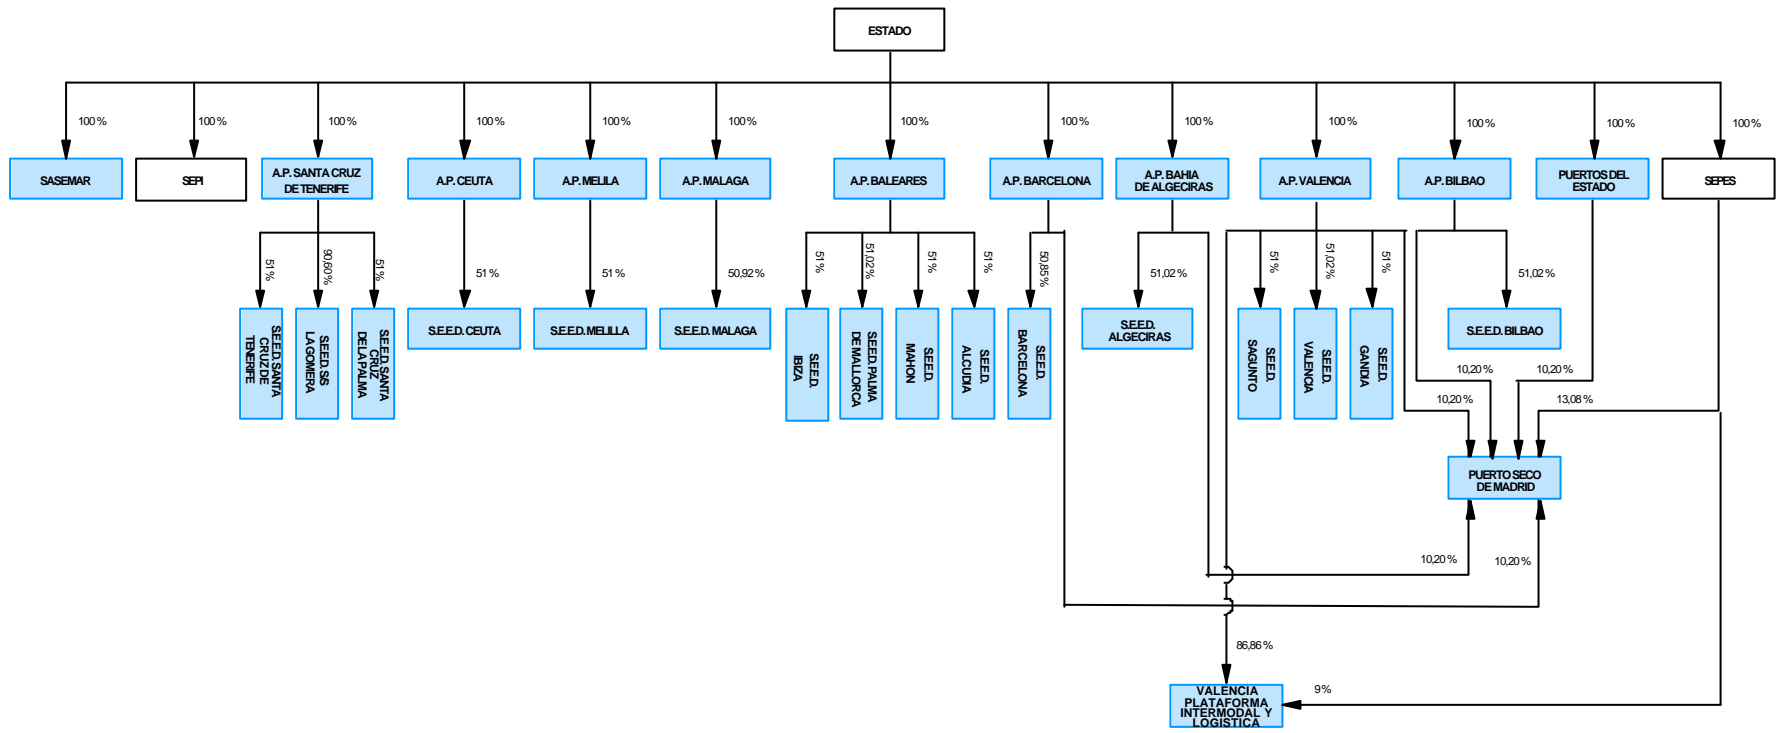 ESTADO
100 %
100 %
100 %
100 %
100 %
100 %
100 %
100 %
100 %
100 %
100 %
100 %
100 %
SASEMAR
SEPI
A.P. SANTA CRUZ
DE TENERIFE
A.P. CEUTA
A.P. MELILA
A.P. MALAGA
A.P. BALEARES
A.P. BARCELONA
A.P. BAHIA
DE ALGECIRAS
A.P. VALENCIA
A.P. BILBAO
PUERTOS DEL
ESTADO
SEPES
51 %
90,60 %
51 %
51 %
51 %
50,92 %
51 %
51,02 %
51 %
51 %
50,85 %
51,02 %
51 %
51,02 %
51 %
51,02 %
S.E.E.D. SANTA
CRUZ DE
TENERIFE
S.E.E.D. S/S
LA GOMERA
S.E.E.D. SANTA
CRUZ
DE LA PALMA
S.E.E.D. CEUTA
S.E.E.D. MELILLA
S.E.E.D. MALAGA
S.E.E.D.
IBIZA
S.E.E.D. PALMA
DE MALLORCA
S.E.E.D.
MAHON
S.E.E.D.
ALCUDIA
S.E.E.D.
BARCELONA
S.E.E.D.
ALGECIRAS
S.E.E.D.
SAGUNTO
S.E.E.D.
VALENCIA
S.E.E.D.
GANDIA
S.E.E.D. BILBAO
10,20 %
10,20 %
10,20 %
13,08 %
PUERTO SECO
DE MADRID
10,20 %
10,20 %
86,86 %
9 %
VALENCIA
PLATAFORMA
INTERMODAL Y
LOGISTICA